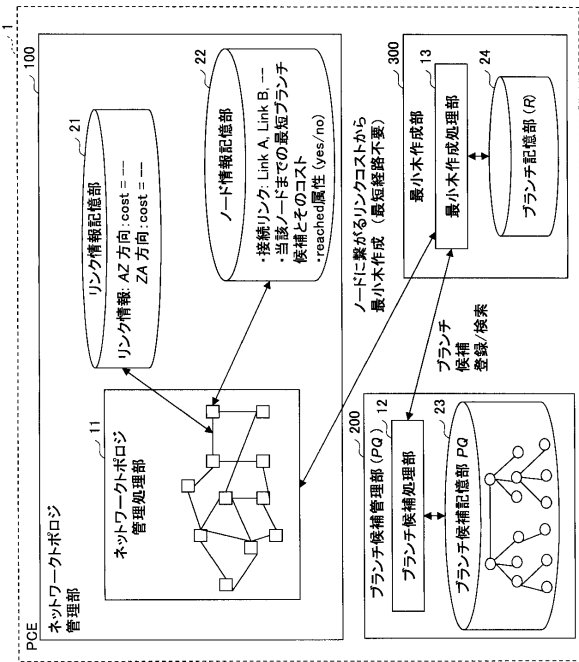 PCE
1
ネットワークトポロジ
管理部
100
11
ネットワークトポロジ
管理処理部
21
リンク情報記憶部
リンク情報: AZ 方向:cost = ---
ZA 方向:cost = ---
22
ノード情報記憶部
・接続リンク: Link A, Link B, ---
・当該ノードまでの最短ブランチ
候補とそのコスト
・reached属性 (yes/no)
200
ブランチ候補管理部(PQ)
12
ブランチ候補処理部
23
ブランチ候補記憶部 PQ
ブランチ
候補
登録/検索
ノードに繋がるリンクコストから
最小木作成 (最短経路不要)
300
最小木作成部
13
最小木作成処理部
24
ブランチ記憶部(R)